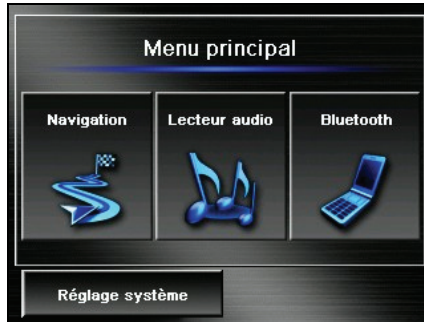 Menu principal
Navigation
Lecteur audio
Bluetooth
Réglage système